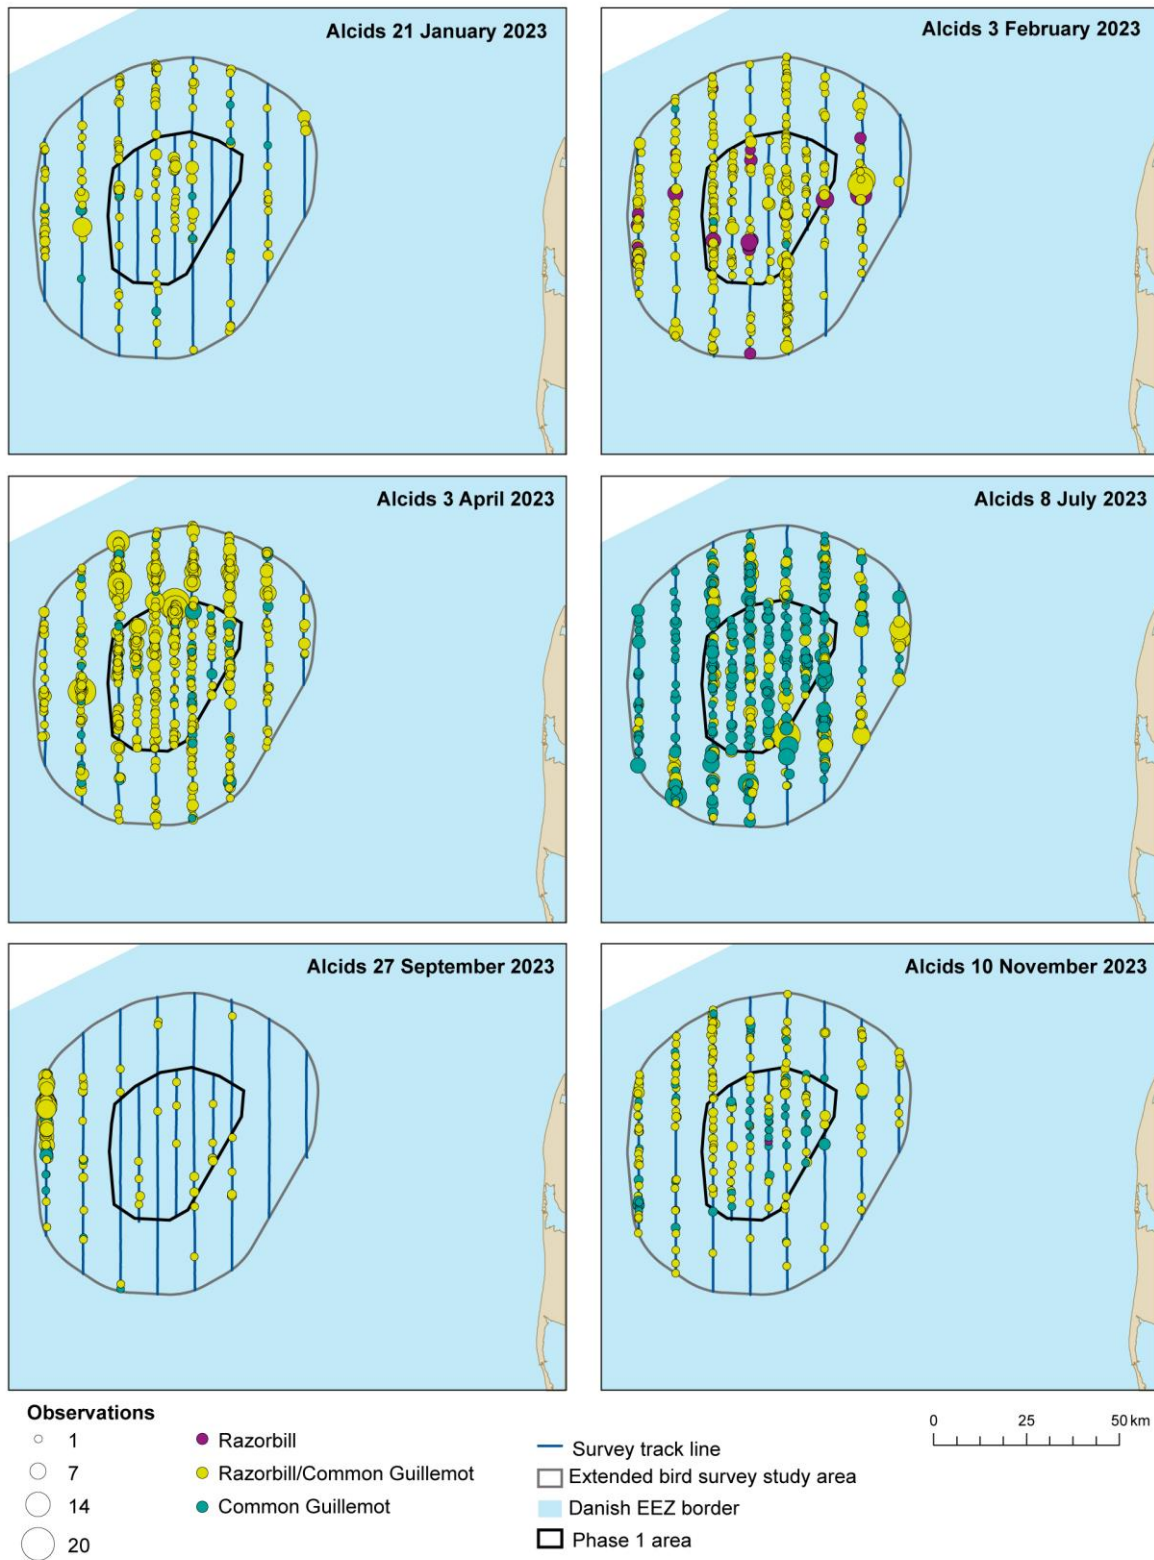 Alcids 21 January 2023
Alcids 3 February 2023
Alcids 3 April 2023
Alcids 8 July 2023
Alcids 27 September 2023
Alcids 10 November 2023
Observations
1
7
14
20
Razorbill
Razorbill/Common Guillemot
Common Guillemot
Survey track line
Extended bird survey study area
Danish EEZ border
Phase 1 area
0 25 50 km